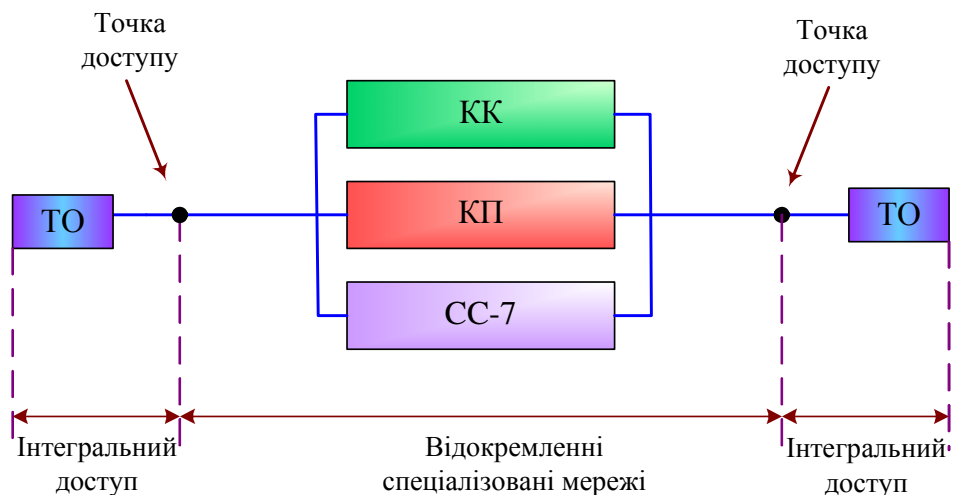 Точка
доступу
Точка
доступу
КК
ТО
КП
ТО
СС-7
Інтегральний
доступ
Відокремленні
спеціалізовані мережі
Інтегральний
доступ